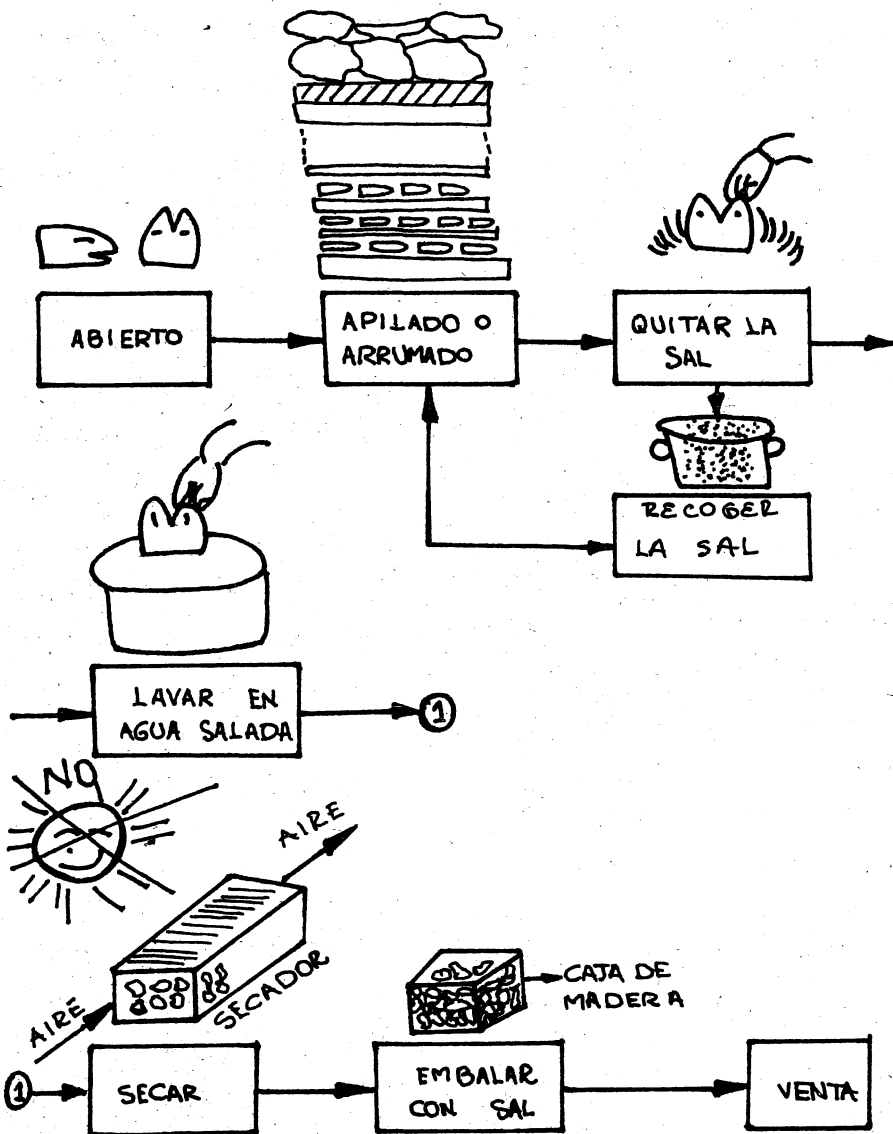 ABIERTO
APILADO O
ARRUMADO
QUITAR LA
SAL
RECOGER
LA SAL
LAVAR EN
AGUA SALADA
1
NO
AIRE
AIRE
SECADOR
CAJA DE
MADERA
1
SECAR
EMBALAR
CON SAL
VENTA